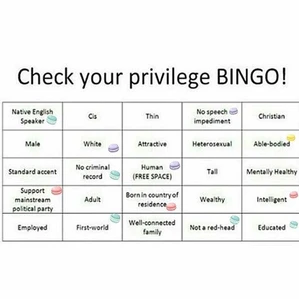 Check your privilege BINGO!
Native English
Speaker
Cis
Thin
No speech
impediment
Christian
Male
White
Attractive
Heterosexual
Able-bodied
Standard accent
No criminal
record
Human
(FREE SPACE)
Tall
Mentally Healthy
Support
mainstream
political party
Adult
Born in country of
residence
Wealthy
Intelligent
Employed
First-world
Well-connected
family
Not a red-head
Educated